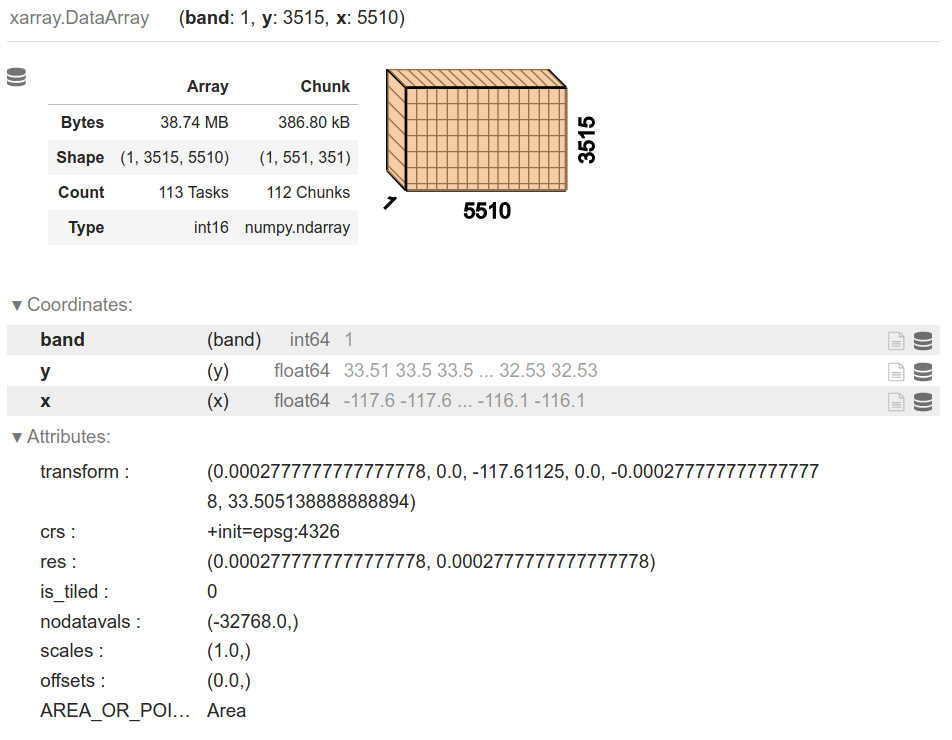 xarray.DataArray (band: 1, y: 3515, x: 5510)
Array Chunk
Bytes 38.74 MB 386.80 kB
Shape (1, 3515, 5510) (1, 551, 351)
Count 113 Tasks 112 Chunks
Type int16 numpy.ndarray
3515
1
5510
▼ Coordinates:
band (band) int64 1
y (y) float64 33.51 33.5 33.5 ... 32.53 32.53
x (x) float64 -117.6 -117.6 ... -116.1 -116.1
▼ Attributes:
transform : (0.0002777777777777778, 0.0, -117.61125, 0.0, -0.000277777777777777
8, 33.505138888888894)
crs : +init=epsg:4326
res : (0.0002777777777777778, 0.0002777777777777778)
is_tiled : 0
nodatavals : (-32768.0,)
scales : (1.0,)
offsets : (0.0,)
AREA_OR_POI... Area